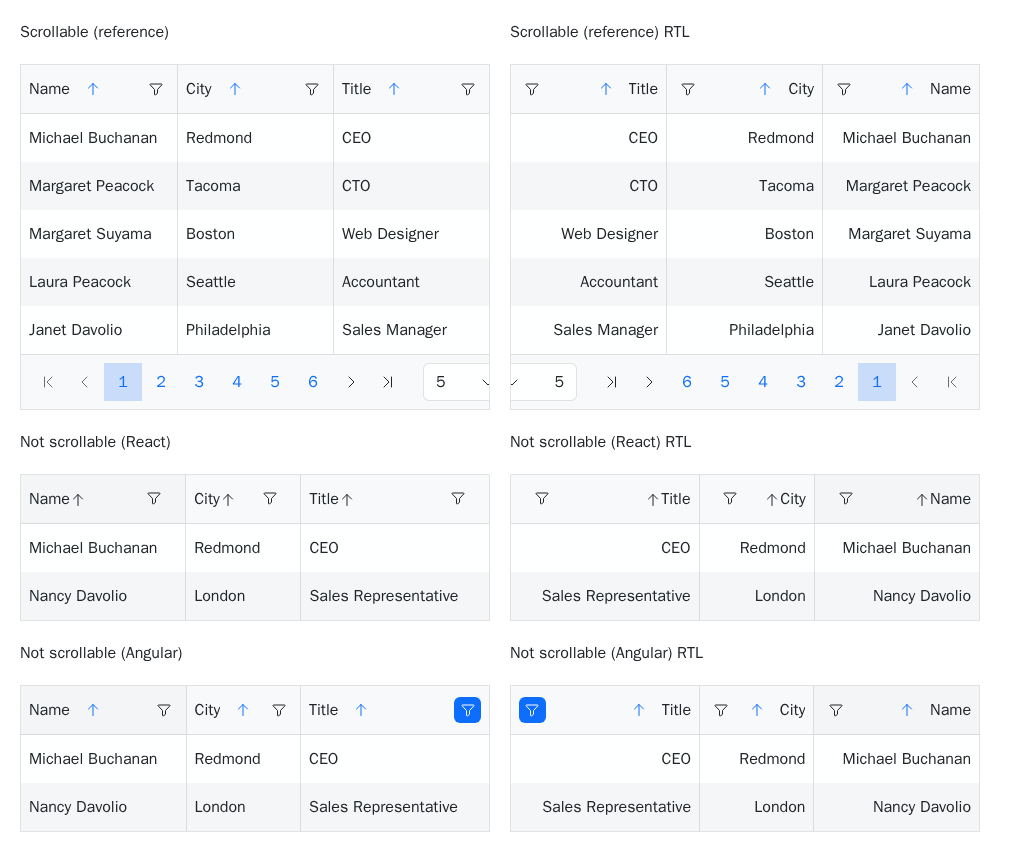 Scrollable (reference)
Name City Title
Michael Buchanan Redmond CEO
Margaret Peacock Tacoma CTO
Margaret Suyama Boston Web Designer
Laura Peacock Seattle Accountant
Janet Davolio Philadelphia Sales Manager
1 2 3 4 5 6 5
Scrollable (reference) RTL
Title City Name
CEO Redmond Michael Buchanan
CTO Tacoma Margaret Peacock
Web Designer Boston Margaret Suyama
Accountant Seattle Laura Peacock
Sales Manager Philadelphia Janet Davolio
5 6 5 4 3 2 1
Not scrollable (React)
Name City Title
Michael Buchanan Redmond CEO
Nancy Davolio London Sales Representative
Not scrollable (React) RTL
Title City Name
CEO Redmond Michael Buchanan
Sales Representative London Nancy Davolio
Not scrollable (Angular)
Name City Title
Michael Buchanan Redmond CEO
Nancy Davolio London Sales Representative
Not scrollable (Angular) RTL
Title City Name
CEO Redmond Michael Buchanan
Sales Representative London Nancy Davolio